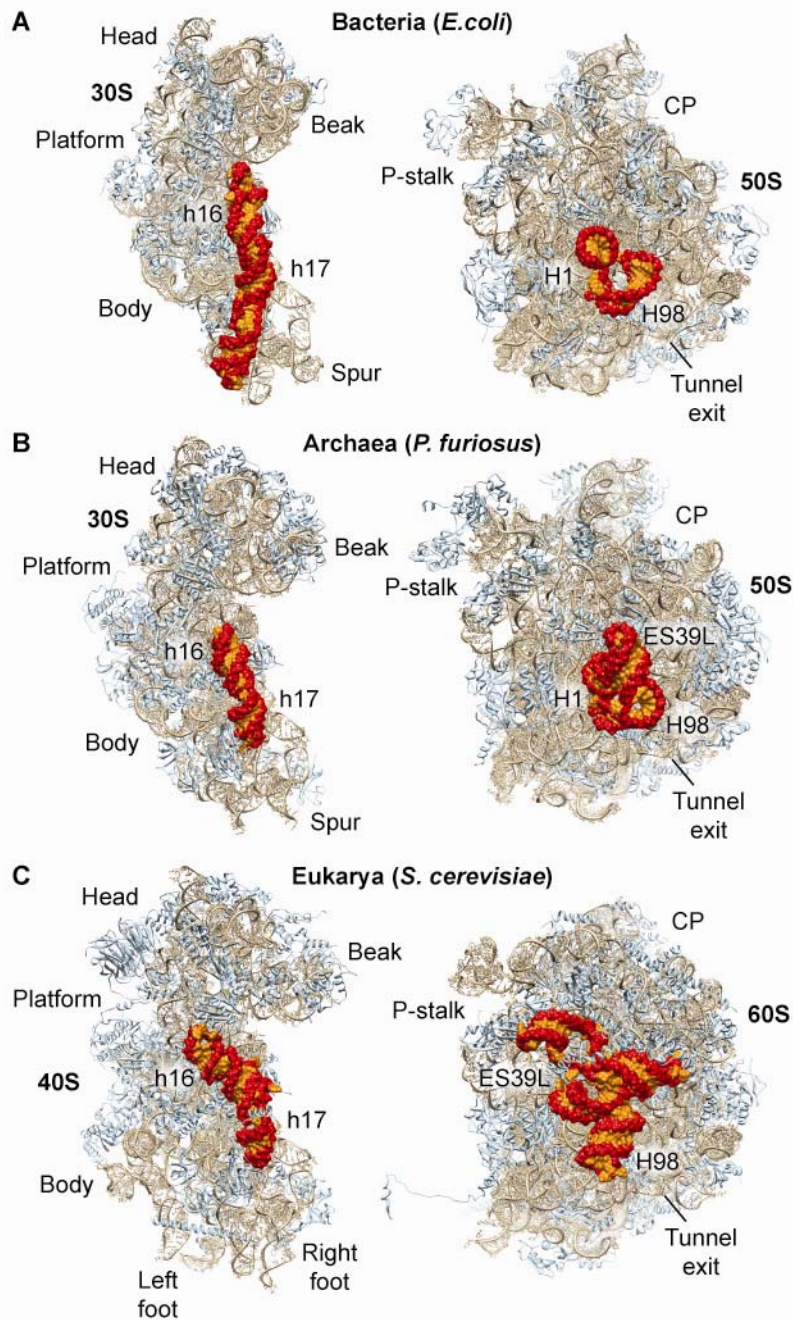 A
Bacteria (E.coli)
Head
30S
Platform
Beak
h16
h17
Body
Spur
CP
P-stalk
50S
H1
H98
Tunnel
exit
B
Archaea (P. furiosus)
Head
30S
Platform
Beak
h16
h17
Body
Spur
CP
P-stalk
50S
ES39L
H1
H98
Tunnel
exit
C
Eukarya (S. cerevisiae)
Head
Beak
Platform
40S
h16
h17
Body
Left
foot
Right
foot
CP
P-stalk
60S
ES39L
H98
Tunnel
exit